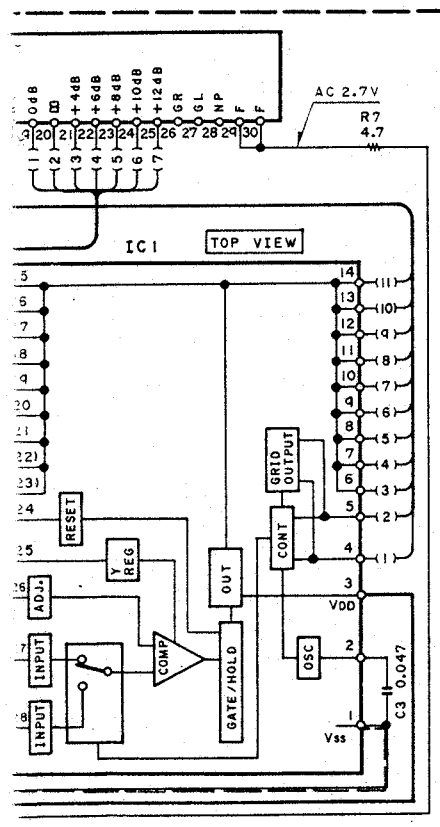 0dB
+4dB
+6dB
+8dB
+10dB
+12dB
GR
GL
NP
F
F
20 21 22 23 24 25 26 27 28 29 30
(1)
(2)
(3)
(4)
(5)
(6)
(7)
AC 2.7V
R7
4.7
IC1
TOP VIEW
5
6
7
8
9
20
21
22)
23)
24
25
26
7
8
14 (11)
13 (10)
12 (9)
11 (8)
10 (7)
9 (6)
8 (5)
7 (4)
6 (3)
5 (2)
4 (1)
3
VDD
2
1
Vss
GRID
OUTPUT
CONT
RESET
Y
REG
ADJ.
INPUT
INPUT
COMP
OUT
GATE/HOLD
OSC
C3 0.047